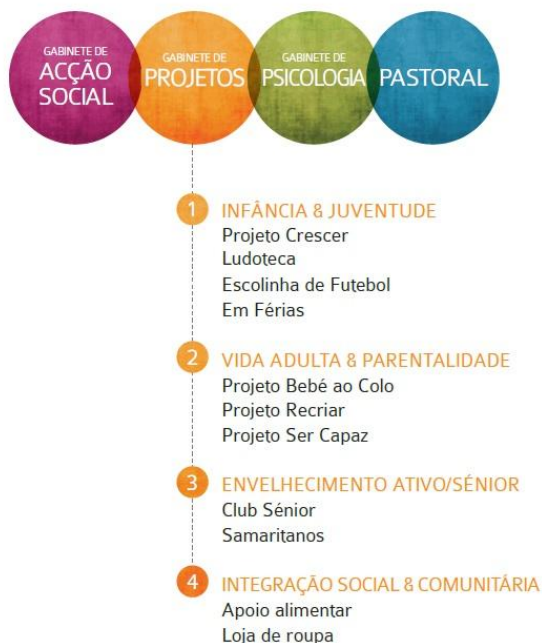 GABINETE DE
ACÇÃO
SOCIAL
GABINETE DE
PROJETOS
GABINETE DE
PSICOLOGIA
PASTORAL
1 INFÂNCIA & JUVENTUDE
Projeto Crescer
Ludoteca
Escolinha de Futebol
Em Férias
2 VIDA ADULTA & PARENTALIDADE
Projeto Bebé ao Colo
Projeto Recriar
Projeto Ser Capaz
3 ENVELHECIMENTO ATIVO/SÉNIOR
Club Sénior
Samaritanos
4 INTEGRAÇÃO SOCIAL & COMUNITÁRIA
Apoio alimentar
Loja de roupa